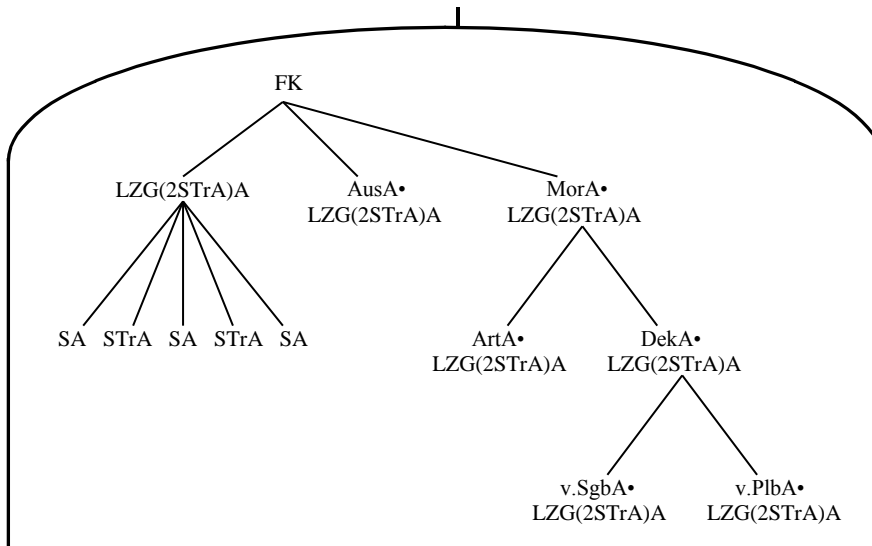 FK
LZG(2STrA)A
AusA•
LZG(2STrA)A
MorA•
LZG(2STrA)A
SA STrA SA STrA SA
ArtA•
LZG(2STrA)A
DekA•
LZG(2STrA)A
v.SgbA•
LZG(2STrA)A
v.PlbA•
LZG(2STrA)A